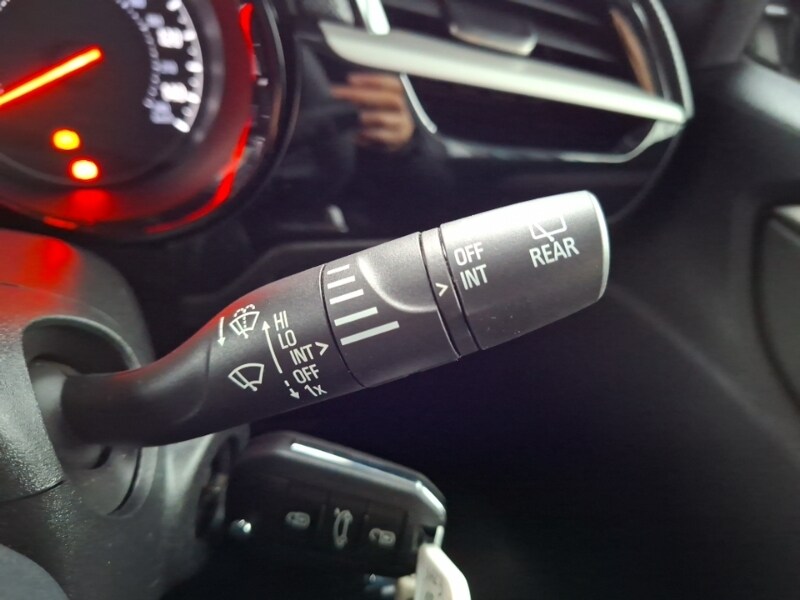 HI
LO
INT
OFF
1x
OFF
INT
REAR